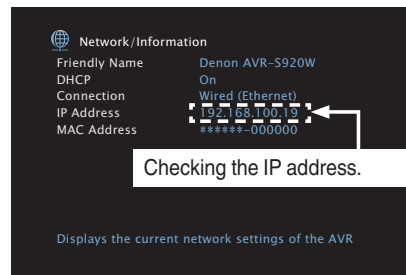 Network/Information
Friendly Name Denon AVR-S920W
DHCP On
Connection Wired (Ethernet)
IP Address 192.168.100.19
MAC Address ******-000000
Checking the IP address.
Displays the current network settings of the AVR